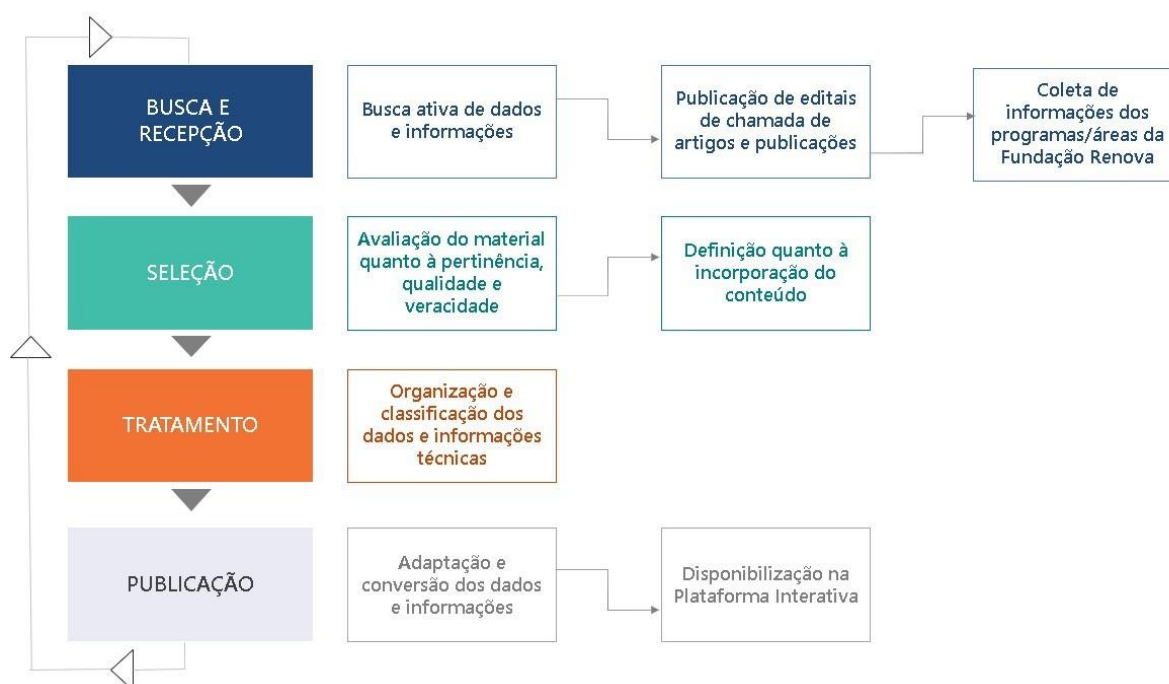 BUSCA E
RECEPÇÃO
Busca ativa de dados
e informações
Publicação de editais
de chamada de
artigos e publicações
Coleta de
informações dos
programas/áreas da
Fundação Renova
SELEÇÃO
Avaliação do material
quanto à pertinência,
qualidade e
veracidade
Definição quanto à
incorporação do
conteúdo
TRATAMENTO
Organização e
classificação dos
dados e informações
técnicas
PUBLICAÇÃO
Adaptação e
conversão dos dados
e informações
Disponibilização na
Plataforma Interativa